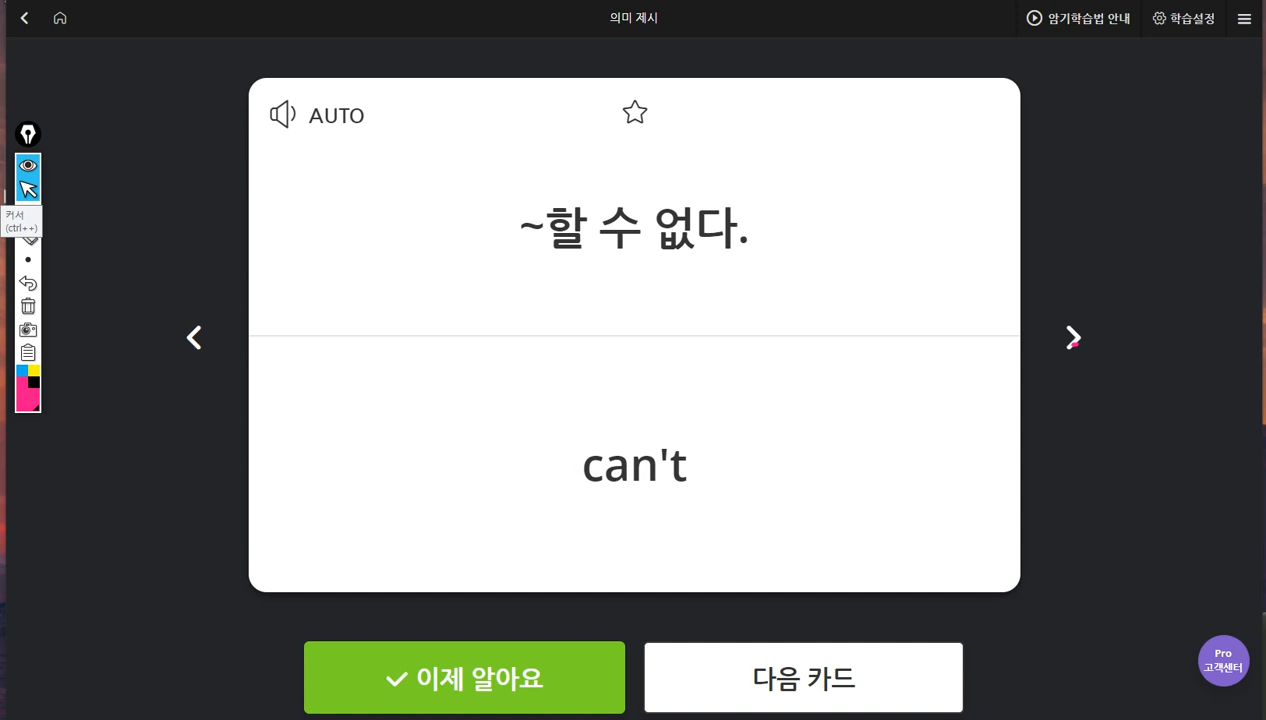 의미 제시
암기학습법 안내
학습설정
AUTO
~할 수 없다.
커서
(ctrl++)
can't
이제 알아요
다음 카드
Pro
고객센터